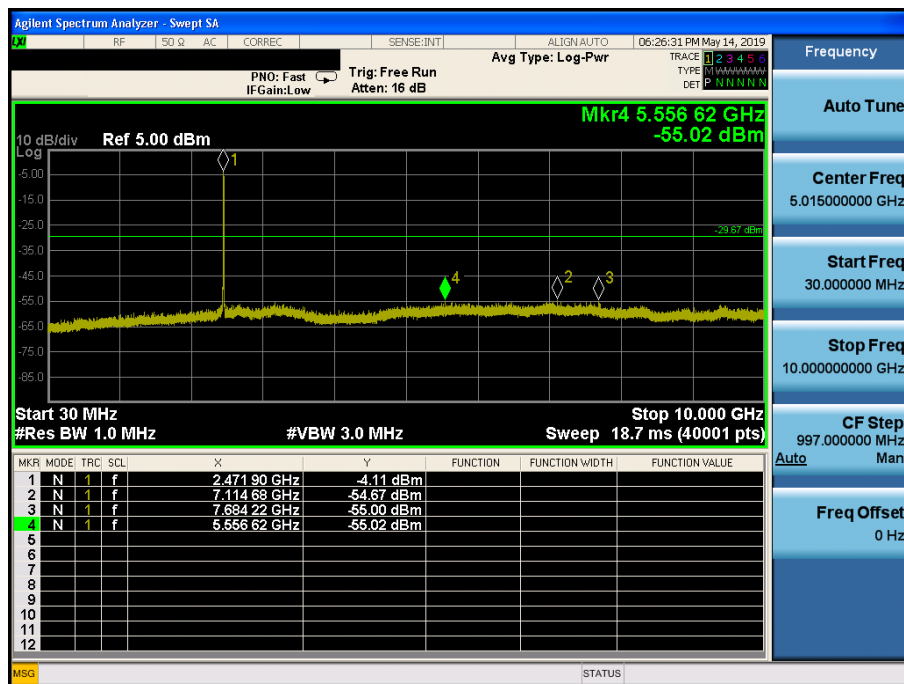 Agilent Spectrum Analyzer - Swept SA
LXI RF 50 Ω AC CORREC SENSE:INT ALIGN AUTO 06:26:31 PM May 14, 2019
Avg Type: Log-Pwr TRACE 1 2 3 4 5 6
PNO: Fast Trig: Free Run TYPE M WWWWW
IFGain:Low Atten: 16 dB DET P N N N N N
Mkr4 5.556 62 GHz
-55.02 dBm
10 dB/div Ref 5.00 dBm
Log
1
-5.00
-15.0
-25.0
-29.67 dBm
-35.0
-45.0
4 2 3
-55.0
-65.0
-75.0
-85.0
Start 30 MHz Stop 10.000 GHz
#Res BW 1.0 MHz #VBW 3.0 MHz Sweep 18.7 ms (40001 pts)
MKR MODE TRC SCL X Y FUNCTION FUNCTION WIDTH FUNCTION VALUE
1 N 1 f 2.471 90 GHz -4.11 dBm
2 N 1 f 7.114 68 GHz -54.67 dBm
3 N 1 f 7.684 22 GHz -55.00 dBm
4 N 1 f 5.556 62 GHz -55.02 dBm
5
6
7
8
9
10
11
12
MSG STATUS
Frequency
Auto Tune
Center Freq
5.015000000 GHz
Start Freq
30.000000 MHz
Stop Freq
10.000000000 GHz
CF Step
997.000000 MHz
Auto Man
Freq Offset
0 Hz